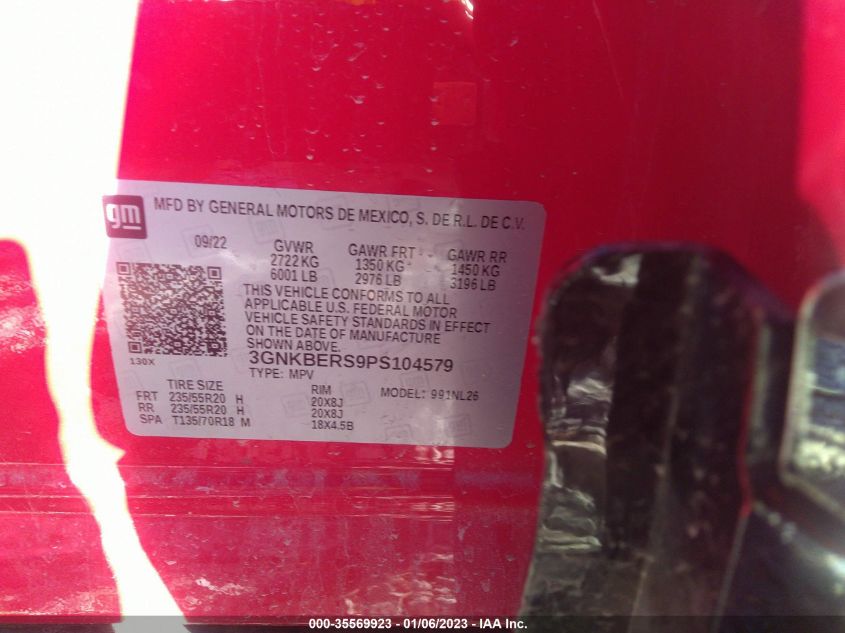 gm
MFD BY GENERAL MOTORS DE MEXICO, S. DE R.L. DE C.V.
09/22 GVWR GAWR FRT GAWR RR
2722 KG 1350 KG 1450 KG
6001 LB 2976 LB 3196 LB
THIS VEHICLE CONFORMS TO ALL
APPLICABLE U.S. FEDERAL MOTOR
VEHICLE SAFETY STANDARDS IN EFFECT
ON THE DATE OF MANUFACTURE
SHOWN ABOVE.
130X 3GNKBERS9PS104579
TYPE: MPV
TIRE SIZE RIM MODEL: 991NL26
FRT 235/55R20 H 20X8J
RR 235/55R20 H 20X8J
SPA T135/70R18 M 18X4.5B
000-35569923 - 01/06/2023 - IAA Inc.